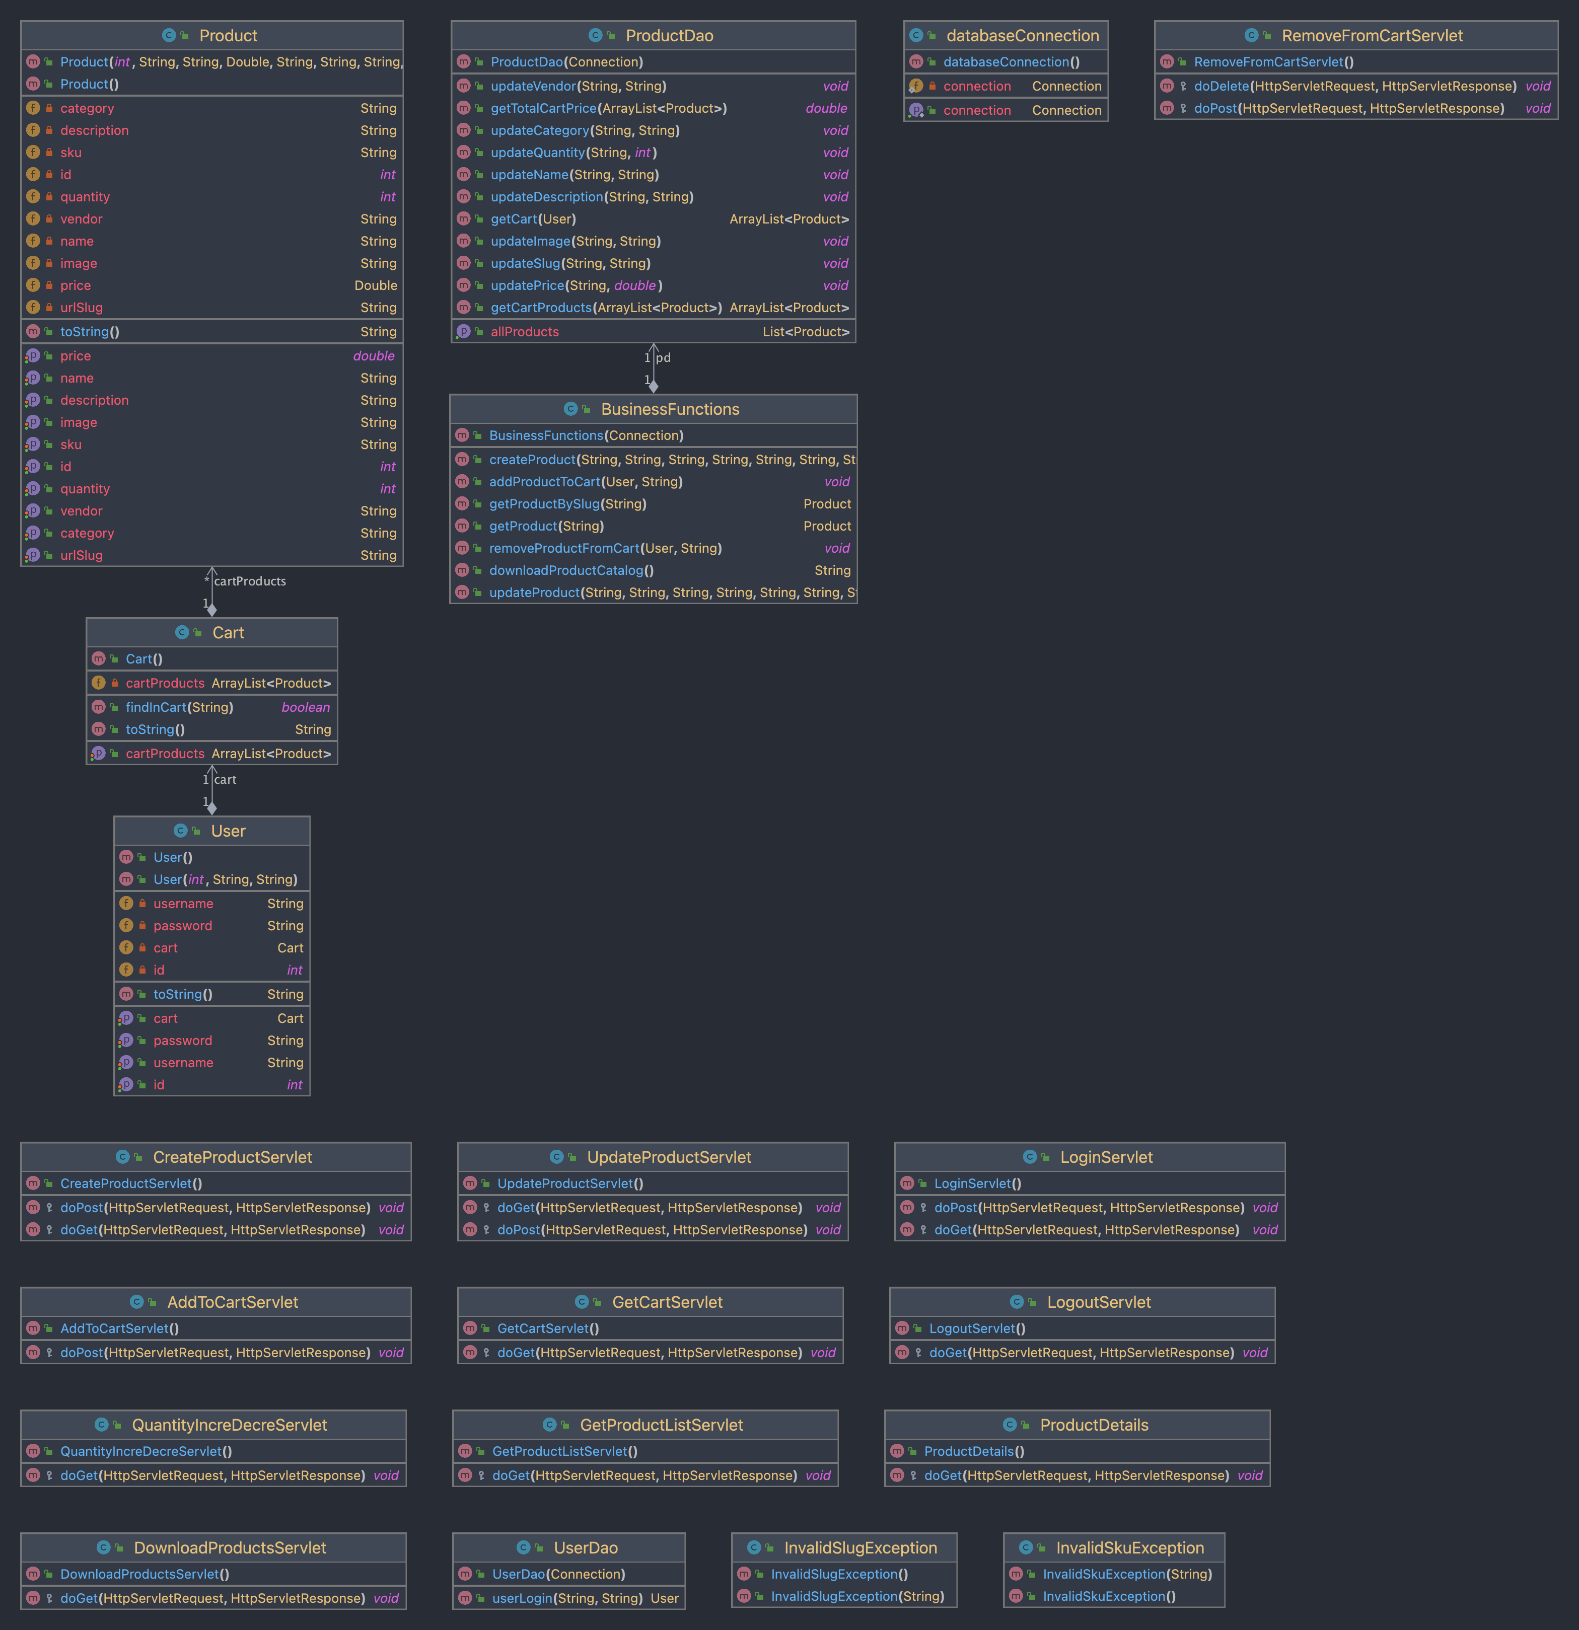 Product
Product(int, String, String, Double, String, String, String,
Product()
category String
description String
sku String
id int
quantity int
vendor String
name String
image String
price Double
urlSlug String
toString() String
price double
name String
description String
image String
sku String
id int
quantity int
vendor String
category String
urlSlug String
* cartProducts
1
Cart
Cart()
cartProducts ArrayList<Product>
findInCart(String) boolean
toString() String
cartProducts ArrayList<Product>
1 cart
1
User
User()
User(int, String, String)
username String
password String
cart Cart
id int
toString() String
cart Cart
password String
username String
id int
ProductDao
ProductDao(Connection)
updateVendor(String, String) void
getTotalCartPrice(ArrayList<Product>) double
updateCategory(String, String) void
updateQuantity(String, int) void
updateName(String, String) void
updateDescription(String, String) void
getCart(User) ArrayList<Product>
updateImage(String, String) void
updateSlug(String, String) void
updatePrice(String, double) void
getCartProducts(ArrayList<Product>) ArrayList<Product>
allProducts List<Product>
1 pd
1
BusinessFunctions
BusinessFunctions(Connection)
createProduct(String, String, String, String, String, String, St
addProductToCart(User, String) void
getProductBySlug(String) Product
getProduct(String) Product
removeProductFromCart(User, String) void
downloadProductCatalog() String
updateProduct(String, String, String, String, String, String, S
databaseConnection
databaseConnection()
connection Connection
connection Connection
RemoveFromCartServlet
RemoveFromCartServlet()
doDelete(HttpServletRequest, HttpServletResponse) void
doPost(HttpServletRequest, HttpServletResponse) void
CreateProductServlet
CreateProductServlet()
doPost(HttpServletRequest, HttpServletResponse) void
doGet(HttpServletRequest, HttpServletResponse) void
UpdateProductServlet
UpdateProductServlet()
doGet(HttpServletRequest, HttpServletResponse) void
doPost(HttpServletRequest, HttpServletResponse) void
LoginServlet
LoginServlet()
doPost(HttpServletRequest, HttpServletResponse) void
doGet(HttpServletRequest, HttpServletResponse) void
AddToCartServlet
AddToCartServlet()
doPost(HttpServletRequest, HttpServletResponse) void
GetCartServlet
GetCartServlet()
doGet(HttpServletRequest, HttpServletResponse) void
LogoutServlet
LogoutServlet()
doGet(HttpServletRequest, HttpServletResponse) void
QuantityIncreDecreServlet
QuantityIncreDecreServlet()
doGet(HttpServletRequest, HttpServletResponse) void
GetProductListServlet
GetProductListServlet()
doGet(HttpServletRequest, HttpServletResponse) void
ProductDetails
ProductDetails()
doGet(HttpServletRequest, HttpServletResponse) void
DownloadProductsServlet
DownloadProductsServlet()
doGet(HttpServletRequest, HttpServletResponse) void
UserDao
UserDao(Connection)
userLogin(String, String) User
InvalidSlugException
InvalidSlugException()
InvalidSlugException(String)
InvalidSkuException
InvalidSkuException(String)
InvalidSkuException()